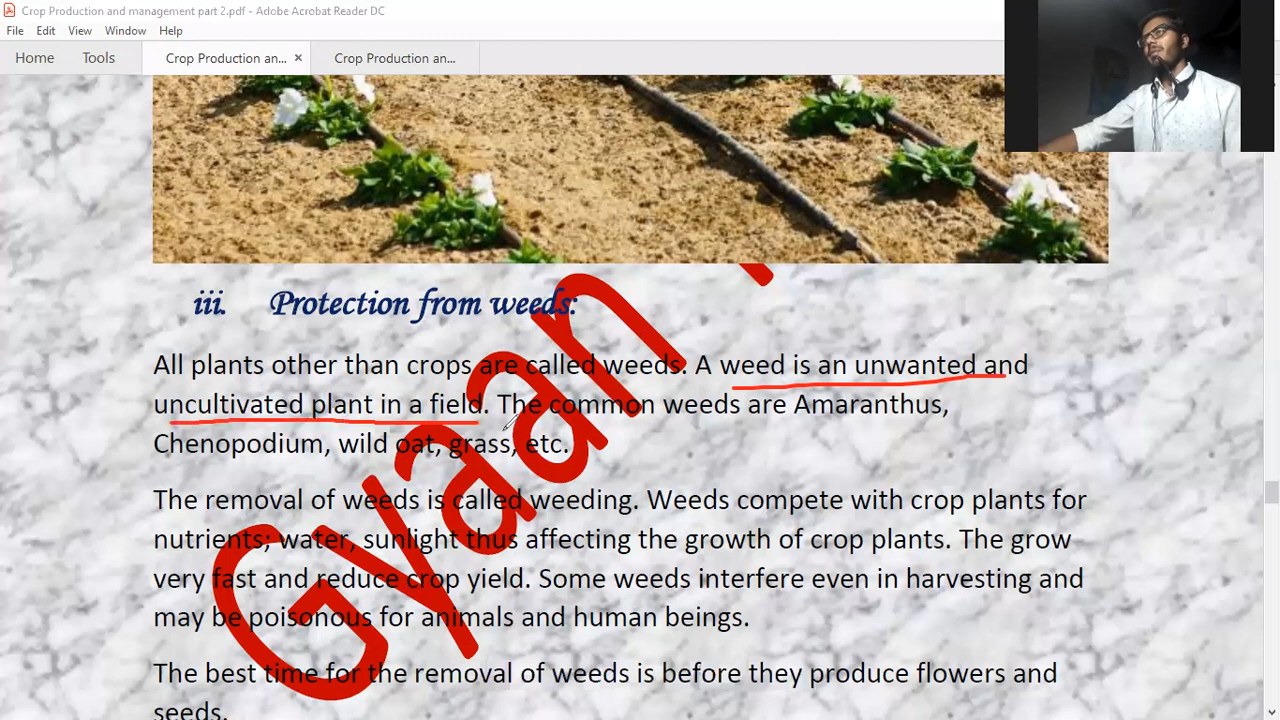 Crop Production and management part 2.pdf - Adobe Acrobat Reader DC
File Edit View Window Help
Home Tools Crop Production an... × Crop Production an...
iii. Protection from weeds:
All plants other than crops are called weeds. A weed is an unwanted and
uncultivated plant in a field. The common weeds are Amaranthus,
Chenopodium, wild oat, grass, etc.
The removal of weeds is called weeding. Weeds compete with crop plants for
nutrients; water, sunlight thus affecting the growth of crop plants. The grow
very fast and reduce crop yield. Some weeds interfere even in harvesting and
may be poisonous for animals and human beings.
The best time for the removal of weeds is before they produce flowers and
seeds.
Gyaan